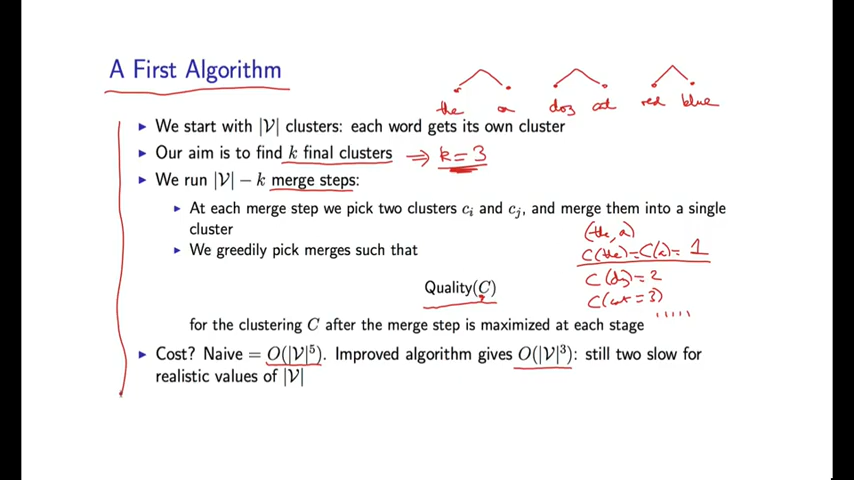 A First Algorithm
the a dog cat red blue
▶ We start with |V| clusters: each word gets its own cluster
▶ Our aim is to find k final clusters ⇒ k = 3
▶ We run |V| − k merge steps:
▶ At each merge step we pick two clusters ci and cj, and merge them into a single
cluster
(the, a)
▶ We greedily pick merges such that
C(the) = C(a) = 1
C(dog) = 2
Quality(C)
C(cat = 3)
.....
for the clustering C after the merge step is maximized at each stage
▶ Cost? Naive = O(|V|⁵). Improved algorithm gives O(|V|³): still two slow for
realistic values of |V|